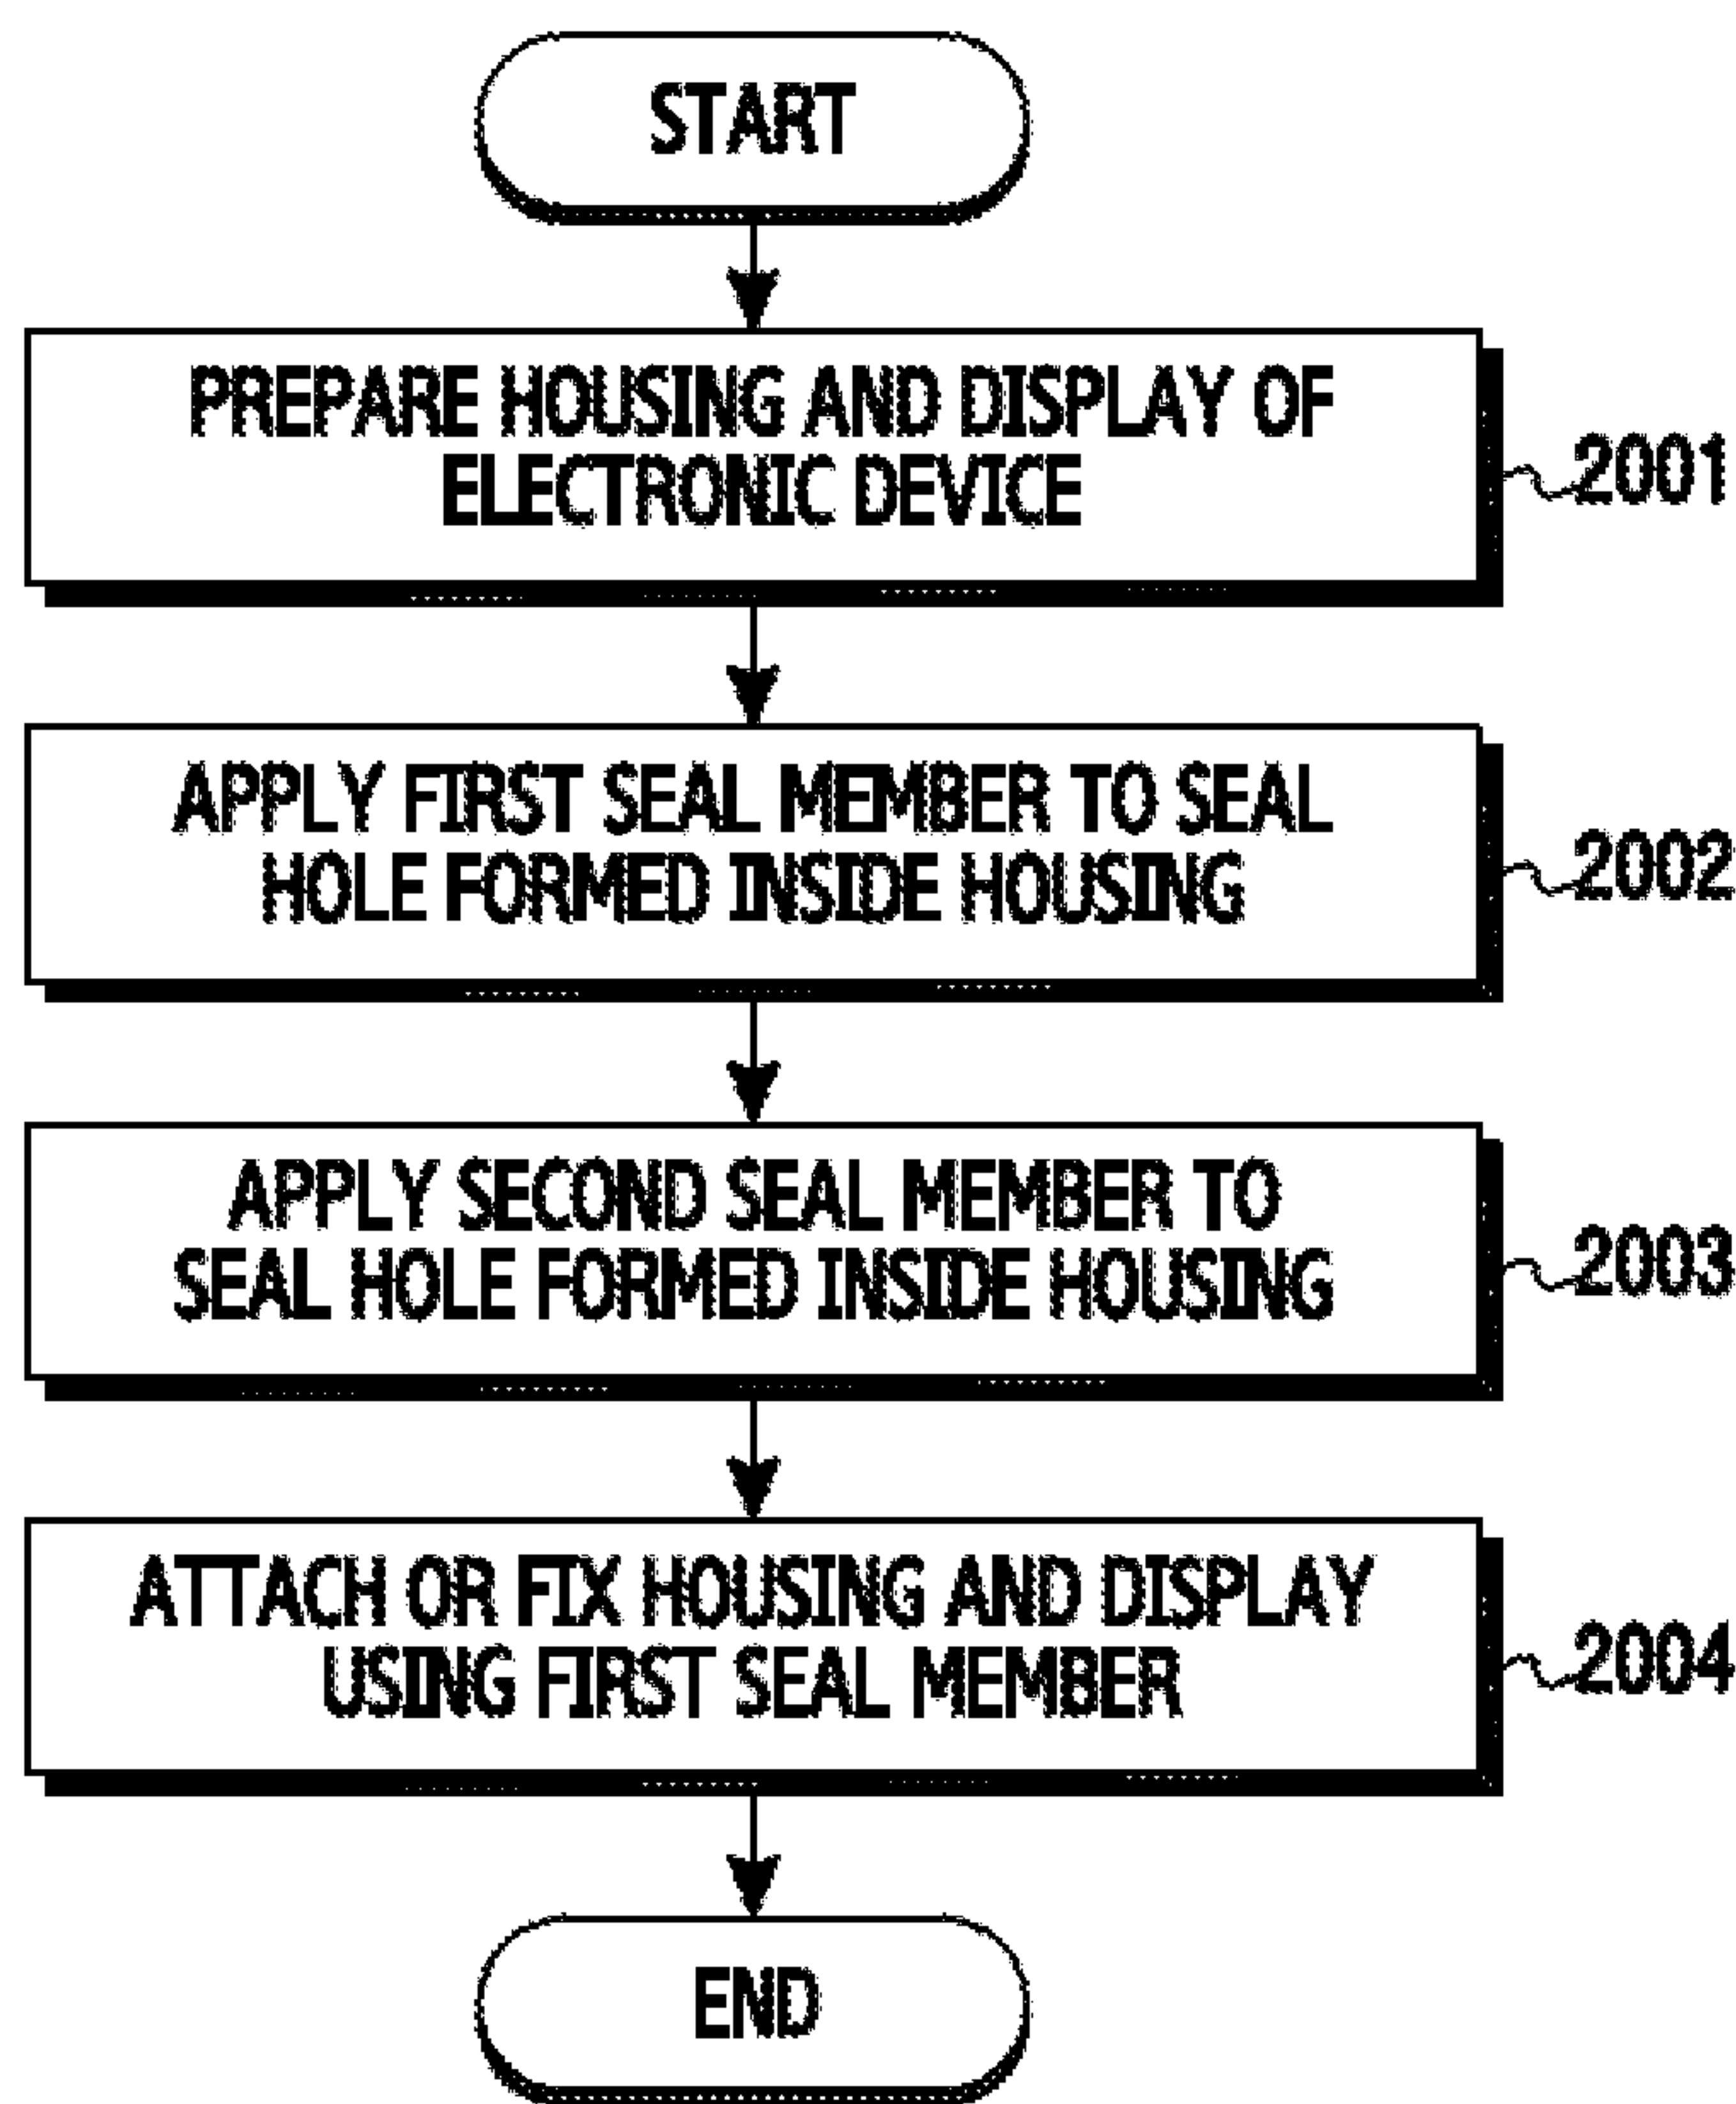 START
PREPARE HOUSING AND DISPLAY OF
ELECTRONIC DEVICE
2001
APPLY FIRST SEAL MEMBER TO SEAL
HOLE FORMED INSIDE HOUSING
2002
APPLY SECOND SEAL MEMBER TO
SEAL HOLE FORMED INSIDE HOUSING
2003
ATTACH OR FIX HOUSING AND DISPLAY
USING FIRST SEAL MEMBER
2004
END